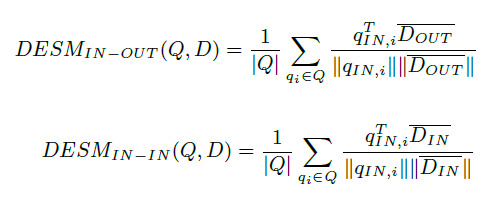 $DESM_{IN-OUT}(Q, D) = \frac{1}{|Q|} \sum_{q_i \in Q} \frac{q_{IN,i}^T \overline{D_{OUT}}}{\|q_{IN,i}\| \|\overline{D_{OUT}}\|}$
$DESM_{IN-IN}(Q, D) = \frac{1}{|Q|} \sum_{q_i \in Q} \frac{q_{IN,i}^T \overline{D_{IN}}}{\|q_{IN,i}\| \|\overline{D_{IN}}\|}$